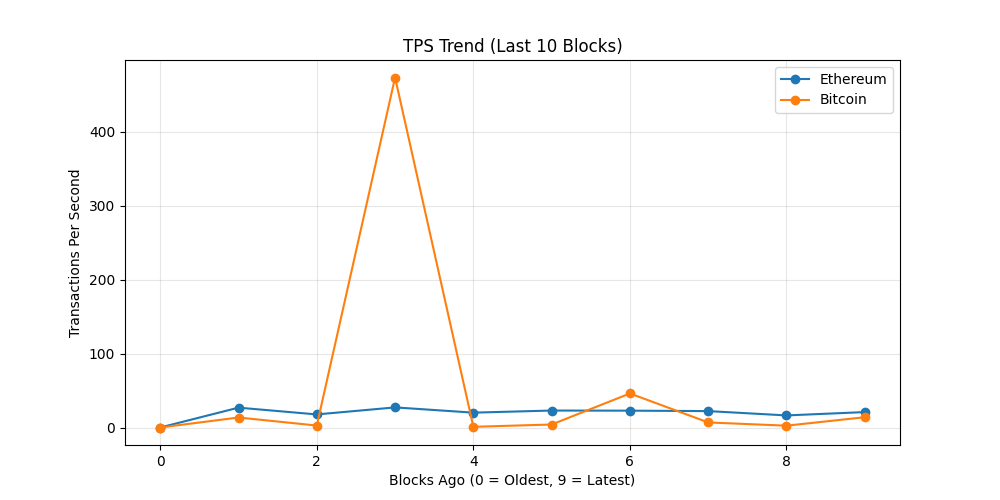 TPS Trend (Last 10 Blocks)
Ethereum
Bitcoin
Transactions Per Second
400
300
200
100
0
0 2 4 6 8
Blocks Ago (0 = Oldest, 9 = Latest)